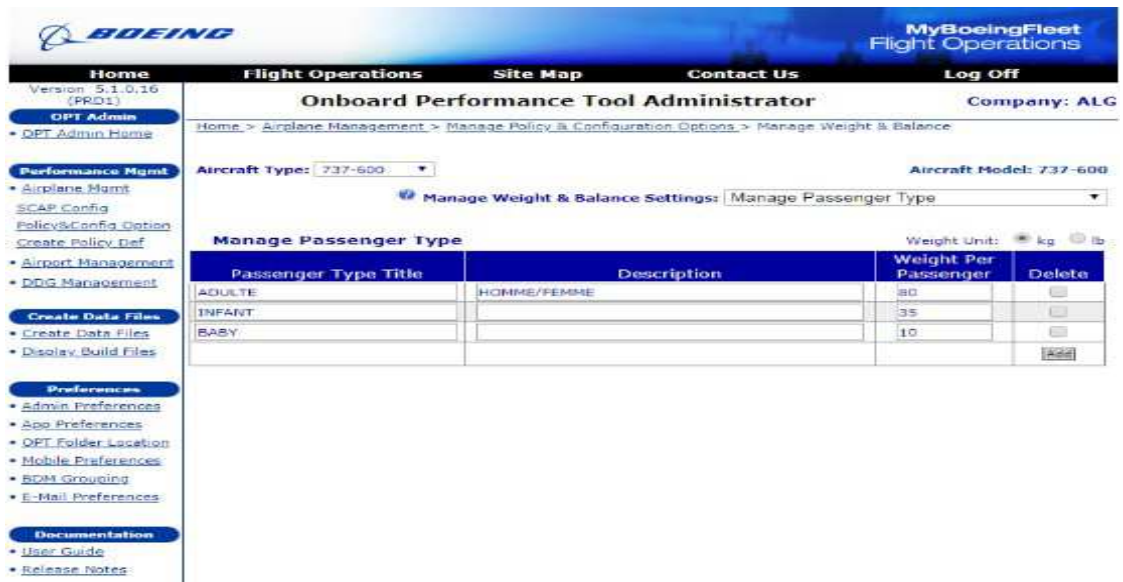 BOEING
MyBoeingFleet
Flight Operations
Home Flight Operations Site Map Contact Us Log Off
Version 5.1.0.16
(PRD1)
OPT Admin
• OPT Admin Home
Performance Mgmt
• Airplane Mgmt
SCAP Config
Policy&Config Option
Create Policy Def
• Airport Management
• DDG Management
Create Data Files
• Create Data Files
• Display Build Files
Preferences
• Admin Preferences
• App Preferences
• OPT Folder Location
• Mobile Preferences
• BDM Grouping
• E-Mail Preferences
Documentation
• User Guide
• Release Notes
Onboard Performance Tool Administrator Company: ALG
Home > Airplane Management > Manage Policy & Configuration Options > Manage Weight & Balance
Aircraft Type: 737-600 Aircraft Model: 737-600
Manage Weight & Balance Settings: Manage Passenger Type
Manage Passenger Type Weight Unit: kg lb
Passenger Type Title Description Weight Per Passenger Delete
ADULTE HOMME/FEMME 80
INFANT 35
BABY 10
Add